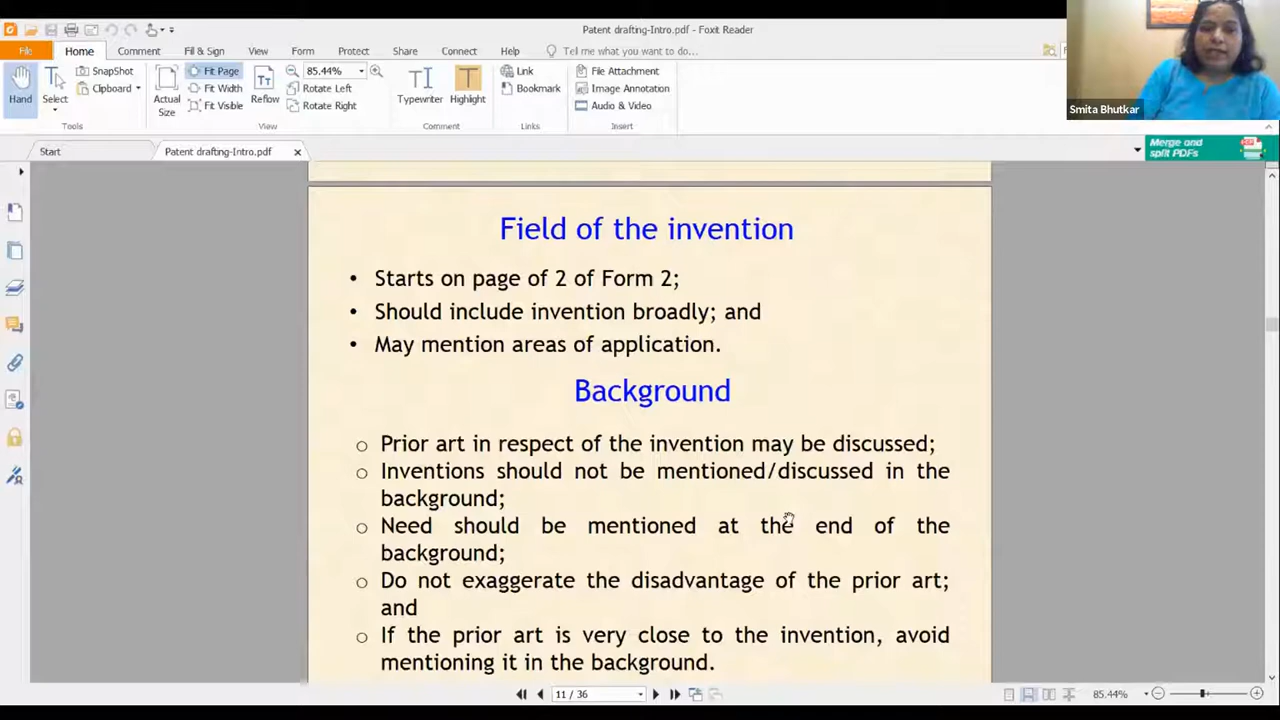 Patent drafting-Intro.pdf - Foxit Reader
File Home Comment Fill & Sign View Form Protect Share Connect Help Tell me what you want to do...
Hand
Select
SnapShot
Clipboard
Tools
Actual
Size
Fit Page
Fit Width
Fit Visible
Reflow
85.44%
Rotate Left
Rotate Right
View
Typewriter
Highlight
Comment
Link
Bookmark
Links
File Attachment
Image Annotation
Audio & Video
Insert
Smita Bhutkar
Start
Patent drafting-Intro.pdf
Merge and
split PDFs
Field of the invention
• Starts on page of 2 of Form 2;
• Should include invention broadly; and
• May mention areas of application.
Background
o Prior art in respect of the invention may be discussed;
o Inventions should not be mentioned/discussed in the
background;
o Need should be mentioned at the end of the
background;
o Do not exaggerate the disadvantage of the prior art;
and
o If the prior art is very close to the invention, avoid
mentioning it in the background.
11 / 36
85.44%